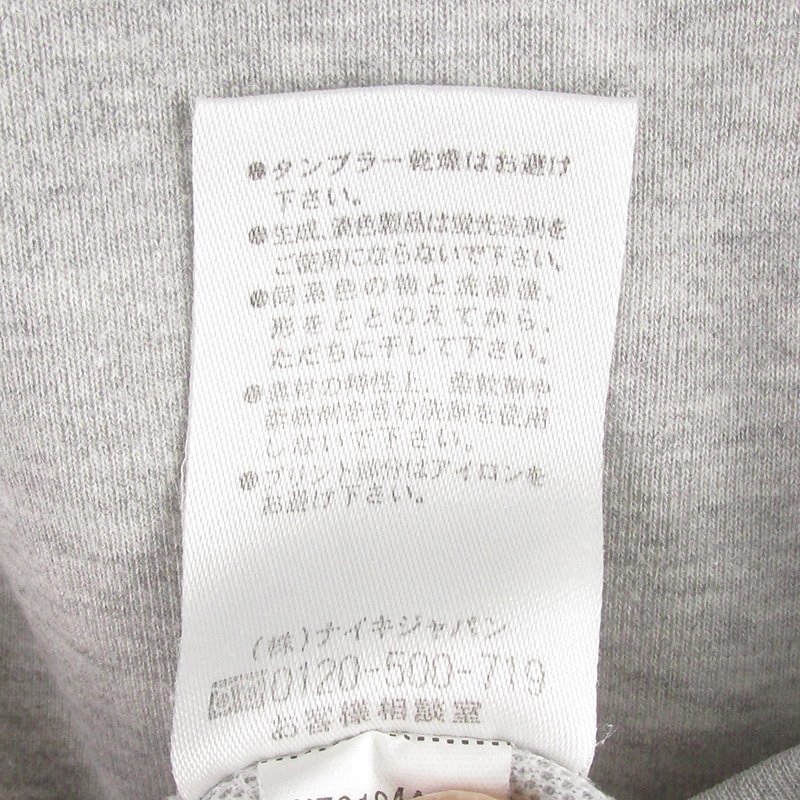 ●タンブラー乾燥はお避け
下さい。
●生成、淡色製品は蛍光洗剤を
ご使用にならないで下さい。
●同系色の物と洗濯後、
形をととのえてから、
ただちに干して下さい。
●素材の特性上、柔軟剤や
柔軟剤を含む洗剤を使用
しないで下さい。
●プリント部分はアイロンを
お避け下さい。
(株)ナイキジャパン
0120-500-719
お客様相談室